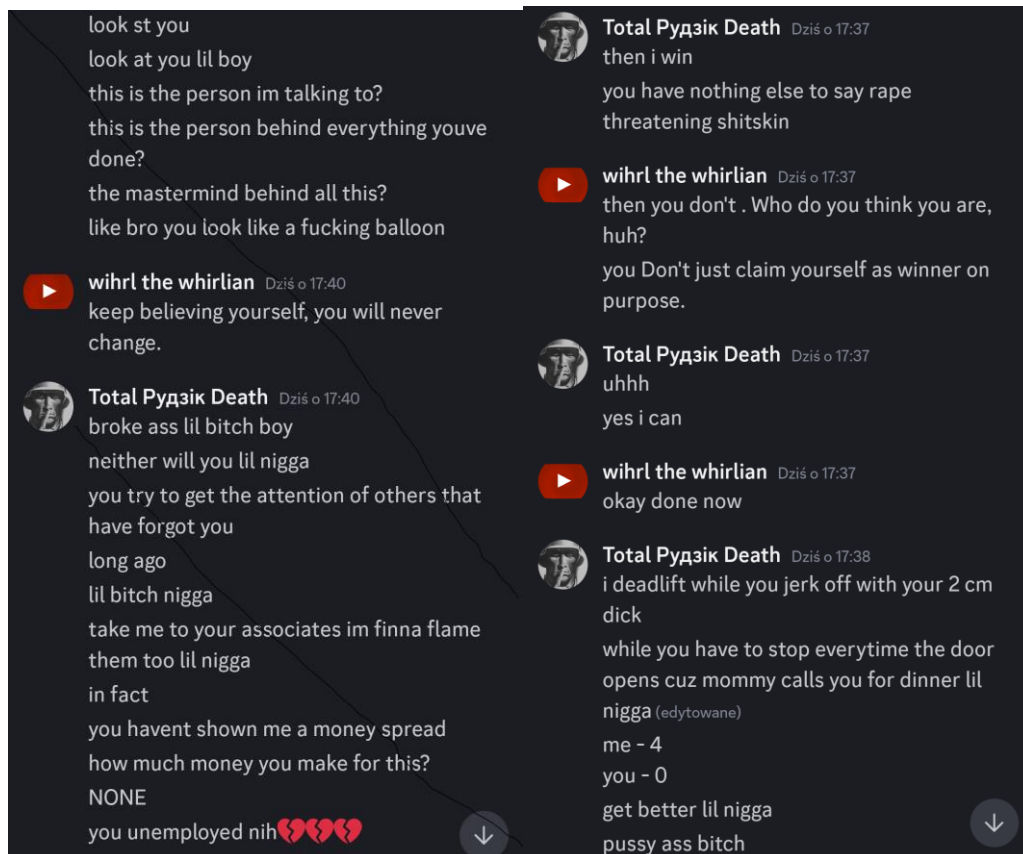 look st you
look at you lil boy
this is the person im talking to?
this is the person behind everything youve
done?
the mastermind behind all this?
like bro you look like a fucking balloon
wihrl the whirlian Dziś o 17:40
keep believing yourself, you will never
change.
Total Рудзік Death Dziś o 17:40
broke ass lil bitch boy
neither will you lil nigga
you try to get the attention of others that
have forgot you
long ago
lil bitch nigga
take me to your associates im finna flame
them too lil nigga
in fact
you havent shown me a money spread
how much money you make for this?
NONE
you unemployed nih💔💔💔
Total Рудзік Death Dziś o 17:37
then i win
you have nothing else to say rape
threatening shitskin
wihrl the whirlian Dziś o 17:37
then you don't . Who do you think you are,
huh?
you Don't just claim yourself as winner on
purpose.
Total Рудзік Death Dziś o 17:37
uhhh
yes i can
wihrl the whirlian Dziś o 17:37
okay done now
Total Рудзік Death Dziś o 17:38
i deadlift while you jerk off with your 2 cm
dick
while you have to stop everytime the door
opens cuz mommy calls you for dinner lil
nigga (edytowane)
me - 4
you - 0
get better lil nigga
pussy ass bitch